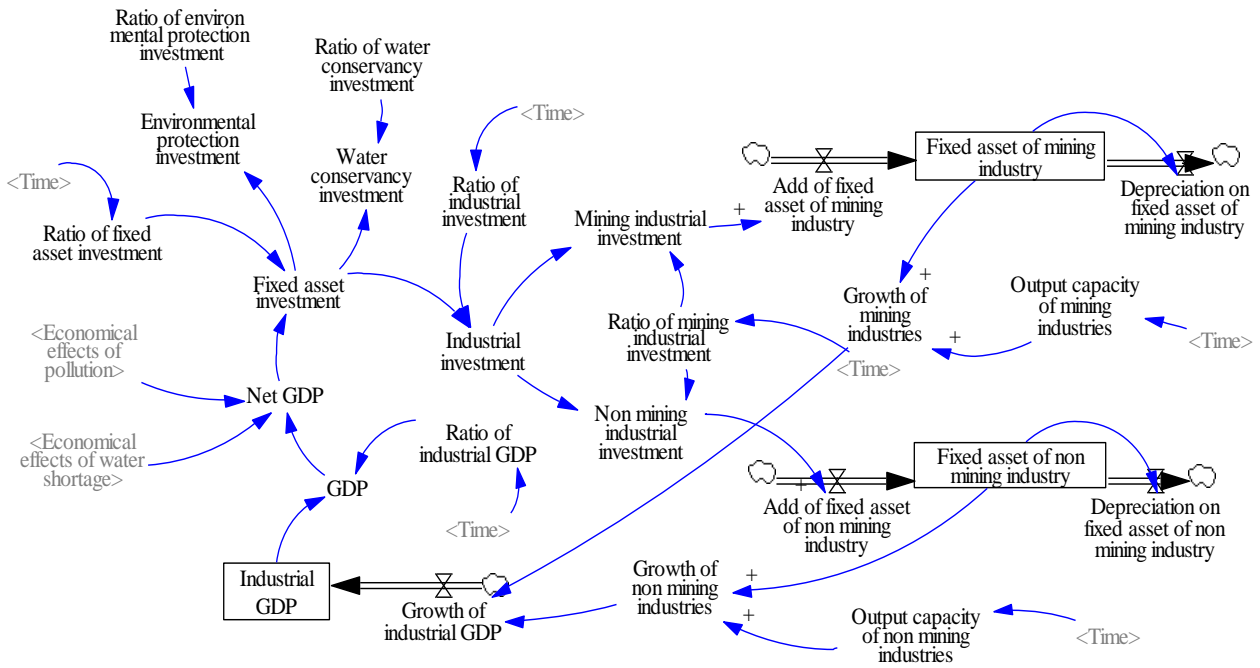 Ratio of environ
mental protection
investment
Ratio of water
conservancy
investment
<Time>
Environmental
protection
investment
Water
conservancy
investment
<Time>
Ratio of
industrial
investment
Ratio of fixed
asset investment
Fixed asset
investment
Mining industrial
investment
+
Add of fixed
asset of mining
industry
Fixed asset of mining
industry
Depreciation on
fixed asset of
mining industry
+
Growth of
mining
industries
+
Output capacity
of mining
industries
<Time>
Ratio of mining
industrial
investment
<Time>
Industrial
investment
<Economical
effects of
pollution>
Net GDP
<Economical
effects of water
shortage>
Ratio of
industrial GDP
<Time>
GDP
Non mining
industrial
investment
+
Add of fixed asset
of non mining
industry
Fixed asset of non
mining industry
Depreciation on
fixed asset of non
mining industry
Industrial
GDP
Growth of
industrial GDP
Growth of
non mining
industries
+
+
Output capacity
of non mining
industries
<Time>